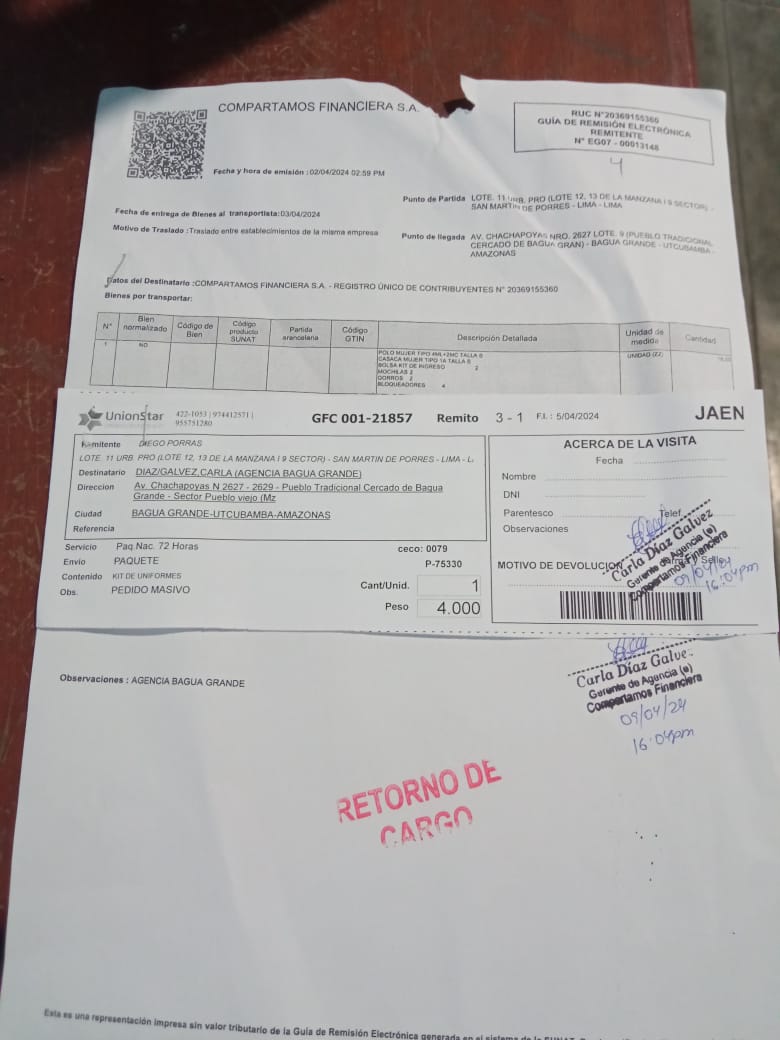 COMPARTAMOS FINANCIERA S.A.
RUC N°20369155360
GUÍA DE REMISIÓN ELECTRÓNICA
REMITENTE
N° EG07 - 00013148
4
Fecha y hora de emisión : 02/04/2024 02:59 PM
Punto de Partida LOTE. 11 URB. PRO (LOTE 12, 13 DE LA MANZANA I 9 SECTOR) -
SAN MARTIN DE PORRES - LIMA - LIMA
Fecha de entrega de Bienes al transportista:03/04/2024
Motivo de Traslado :Traslado entre establecimientos de la misma empresa
Punto de llegada AV. CHACHAPOYAS NRO. 2627 LOTE. 9 (PUEBLO TRADICIONAL
CERCADO DE BAGUA GRAN) - BAGUA GRANDE - UTCUBAMBA -
AMAZONAS
Datos del Destinatario :COMPARTAMOS FINANCIERA S.A. - REGISTRO ÚNICO DE CONTRIBUYENTES N° 20369155360
Bienes por transportar:
N° Bien normalizado Código de Bien Código producto SUNAT Partida arancelaria Código GTIN Descripción Detallada Unidad de medida Cantidad
1 NO POLO MUJER TIPO TALLA S UNIDAD (ZZ)
CASACA MUJER TIPO 1A TALLA S
BOLSA KIT DE INGRESO 2
MOCHILAS 2
GORROS 2
BLOQUEADORES 4
UnionStar 422-1053 | 974412571 |
955751280
GFC 001-21857 Remito 3 - 1 F.I. : 5/04/2024 JAEN
Remitente DIEGO PORRAS
LOTE. 11 URB. PRO (LOTE 12, 13 DE LA MANZANA I 9 SECTOR) - SAN MARTIN DE PORRES - LIMA - L
Destinatario DIAZ/GALVEZ,CARLA (AGENCIA BAGUA GRANDE)
Direccion Av. Chachapoyas N 2627 - 2629 - Pueblo Tradicional Cercado de Bagua
Grande - Sector Pueblo viejo (Mz
Ciudad BAGUA GRANDE-UTCUBAMBA-AMAZONAS
Referencia
Servicio Paq Nac. 72 Horas ceco: 0079
Envio PAQUETE P-75330
Contenido KIT DE UNIFORMES
Obs. PEDIDO MASIVO
Cant/Unid. 1
Peso 4.000
ACERCA DE LA VISITA
Fecha
Nombre
DNI
Parentesco Telef.
Observaciones
MOTIVO DE DEVOLUCION
Carla Díaz Galvez
Gerente de Agencia (e)
Compartamos Financiera
09/04/24
16:04pm
Observaciones : AGENCIA BAGUA GRANDE
Carla Díaz Galvez
Gerente de Agencia (e)
Compartamos Financiera
09/04/24
16:04pm
RETORNO DE
CARGO
Esta es una representación impresa sin valor tributario de la Guía de Remisión Electrónica generada en el sistema de la SUNAT.